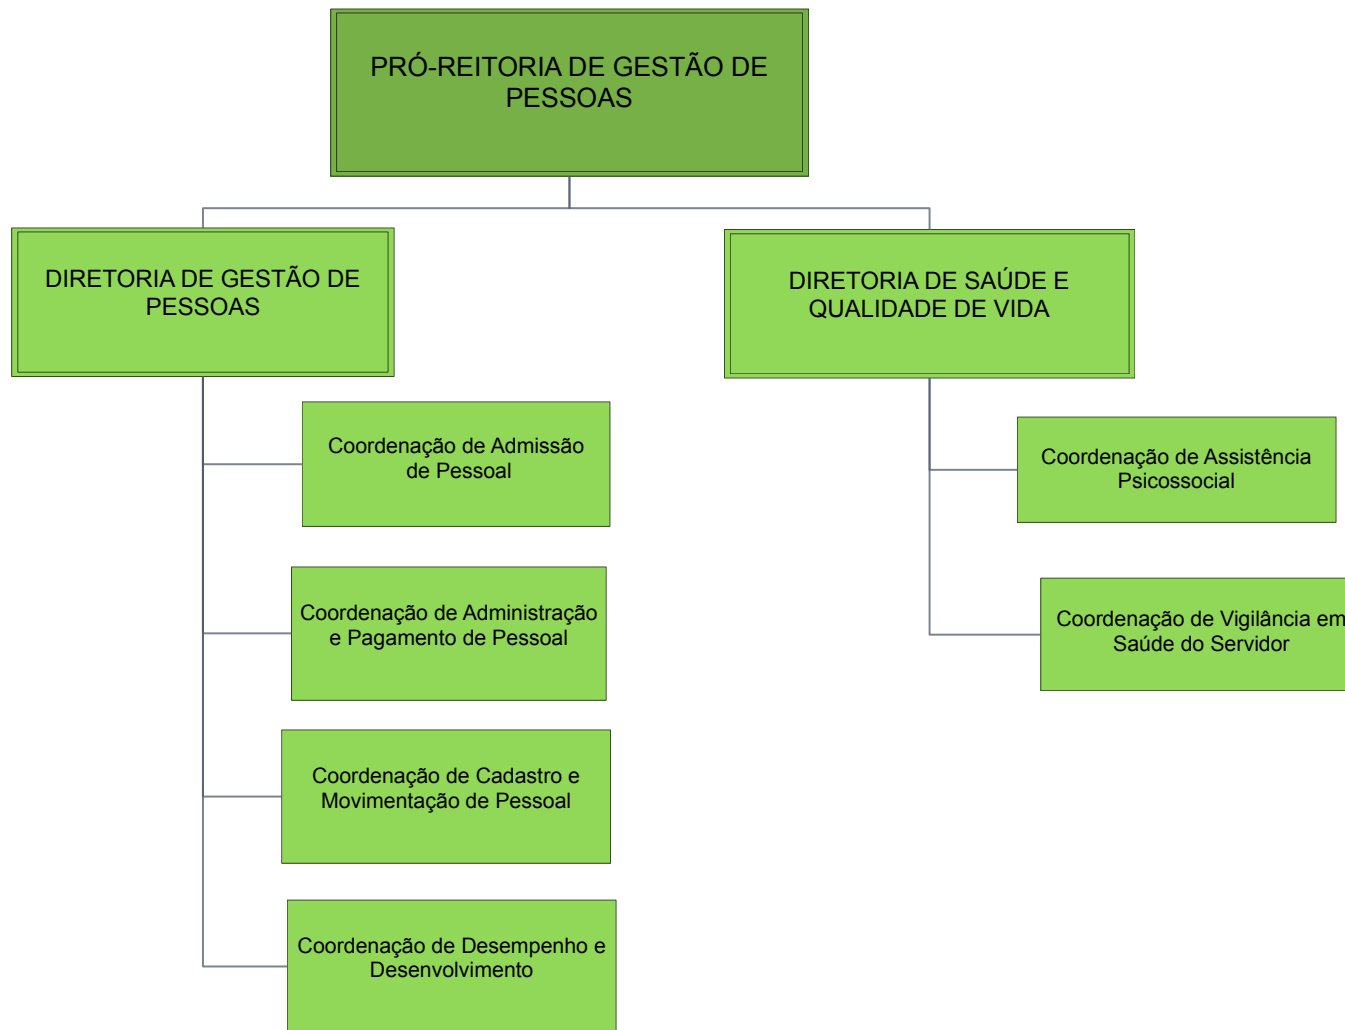 PRÓ-REITORIA DE GESTÃO DE
PESSOAS
DIRETORIA DE GESTÃO DE
PESSOAS
DIRETORIA DE SAÚDE E
QUALIDADE DE VIDA
Coordenação de Admissão
de Pessoal
Coordenação de Administração
e Pagamento de Pessoal
Coordenação de Cadastro e
Movimentação de Pessoal
Coordenação de Desempenho e
Desenvolvimento
Coordenação de Assistência
Psicossocial
Coordenação de Vigilância em
Saúde do Servidor